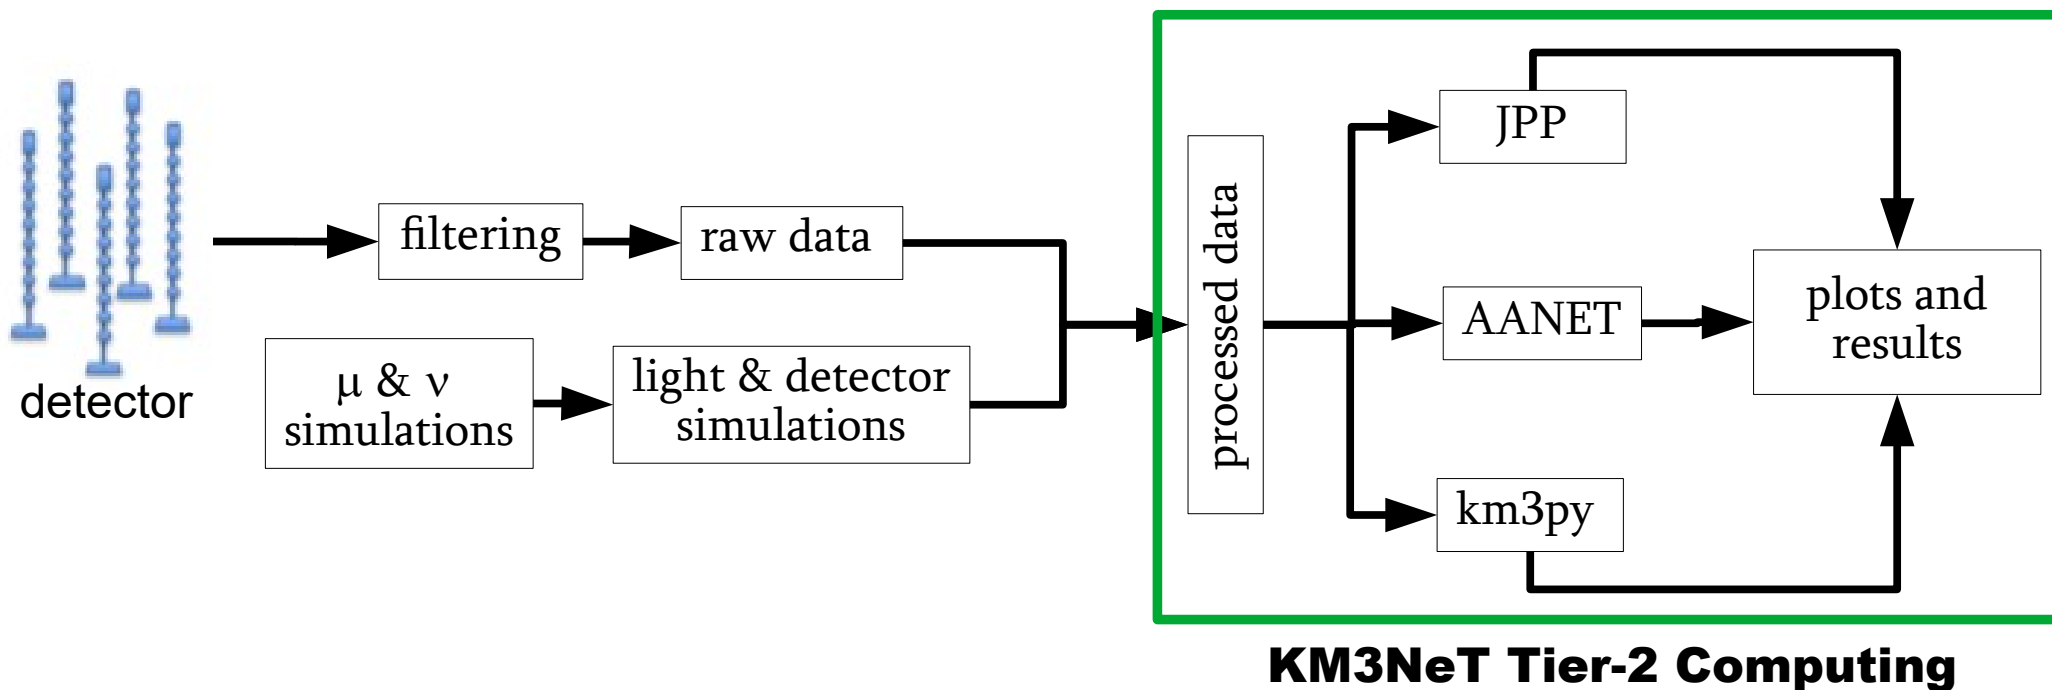 detector
filtering
raw data
μ & ν
simulations
light & detector
simulations
processed data
JPP
AANET
km3py
plots and
results
KM3NeT Tier-2 Computing